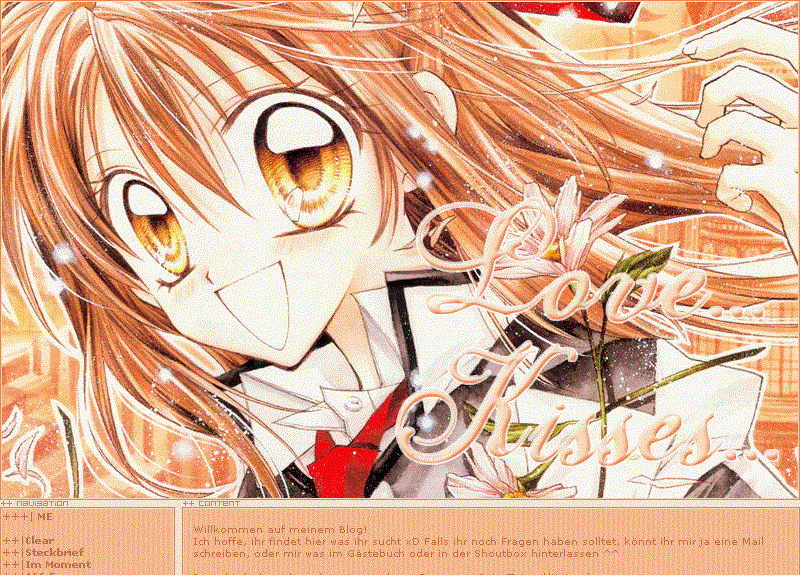 Love...
Kisses...
++ navigation
+++| ME
++|Clear
++|Steckbrief
++|Im Moment
++ content
Willkommen auf meinem Blog!
Ich hoffe, ihr findet hier was ihr sucht xD Falls ihr noch Fragen haben solltet, könnt ihr mir ja eine Mail
schreiben, oder mir was im Gästebuch oder in der Shoutbox hinterlassen ^^